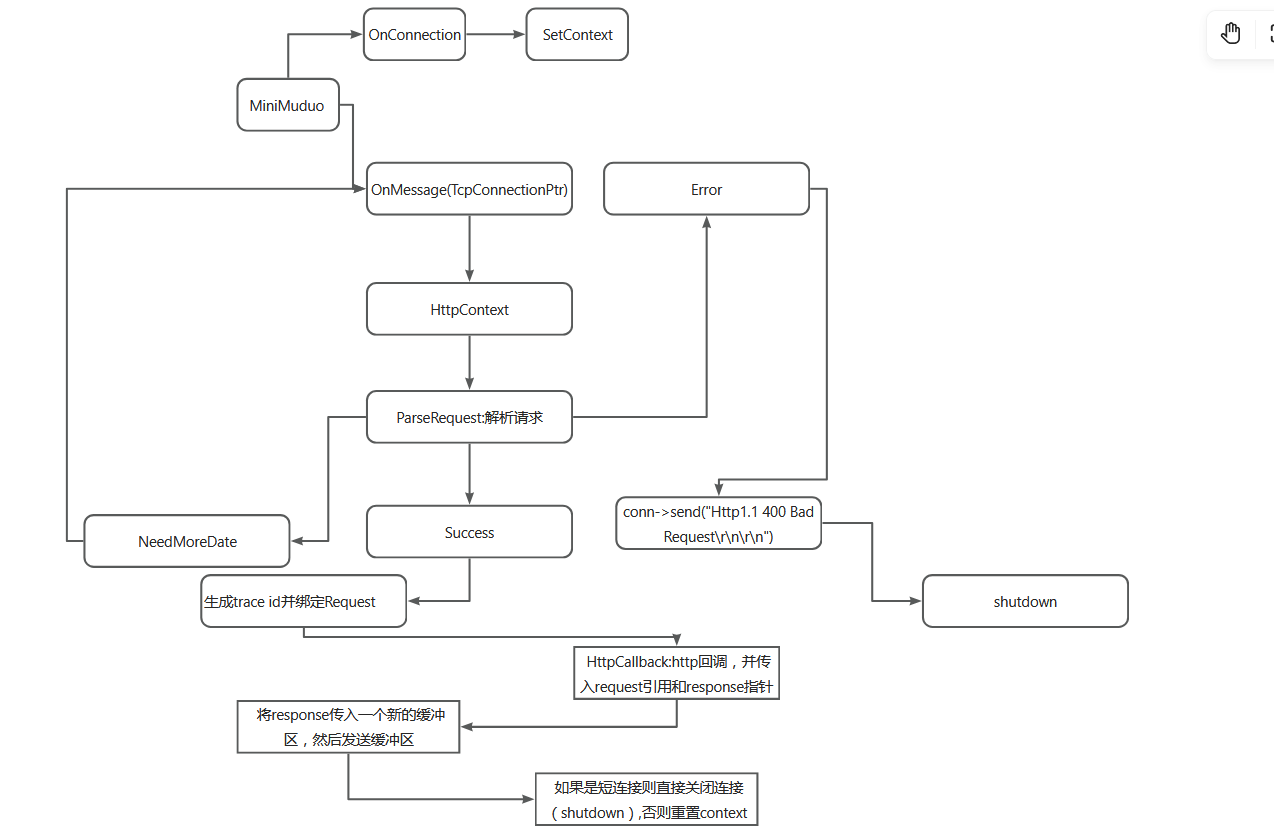 OnConnection
SetContext
MiniMuduo
OnMessage(TcpConnectionPtr)
Error
HttpContext
ParseRequest:解析请求
conn->send("Http1.1 400 Bad
Request\r\n\r\n")
Success
NeedMoreDate
生成trace id并绑定Request
shutdown
HttpCallback:http回调，并传
入request引用和response指针
将response传入一个新的缓冲
区，然后发送缓冲区
如果是短连接则直接关闭连接
（shutdown）,否则重置context